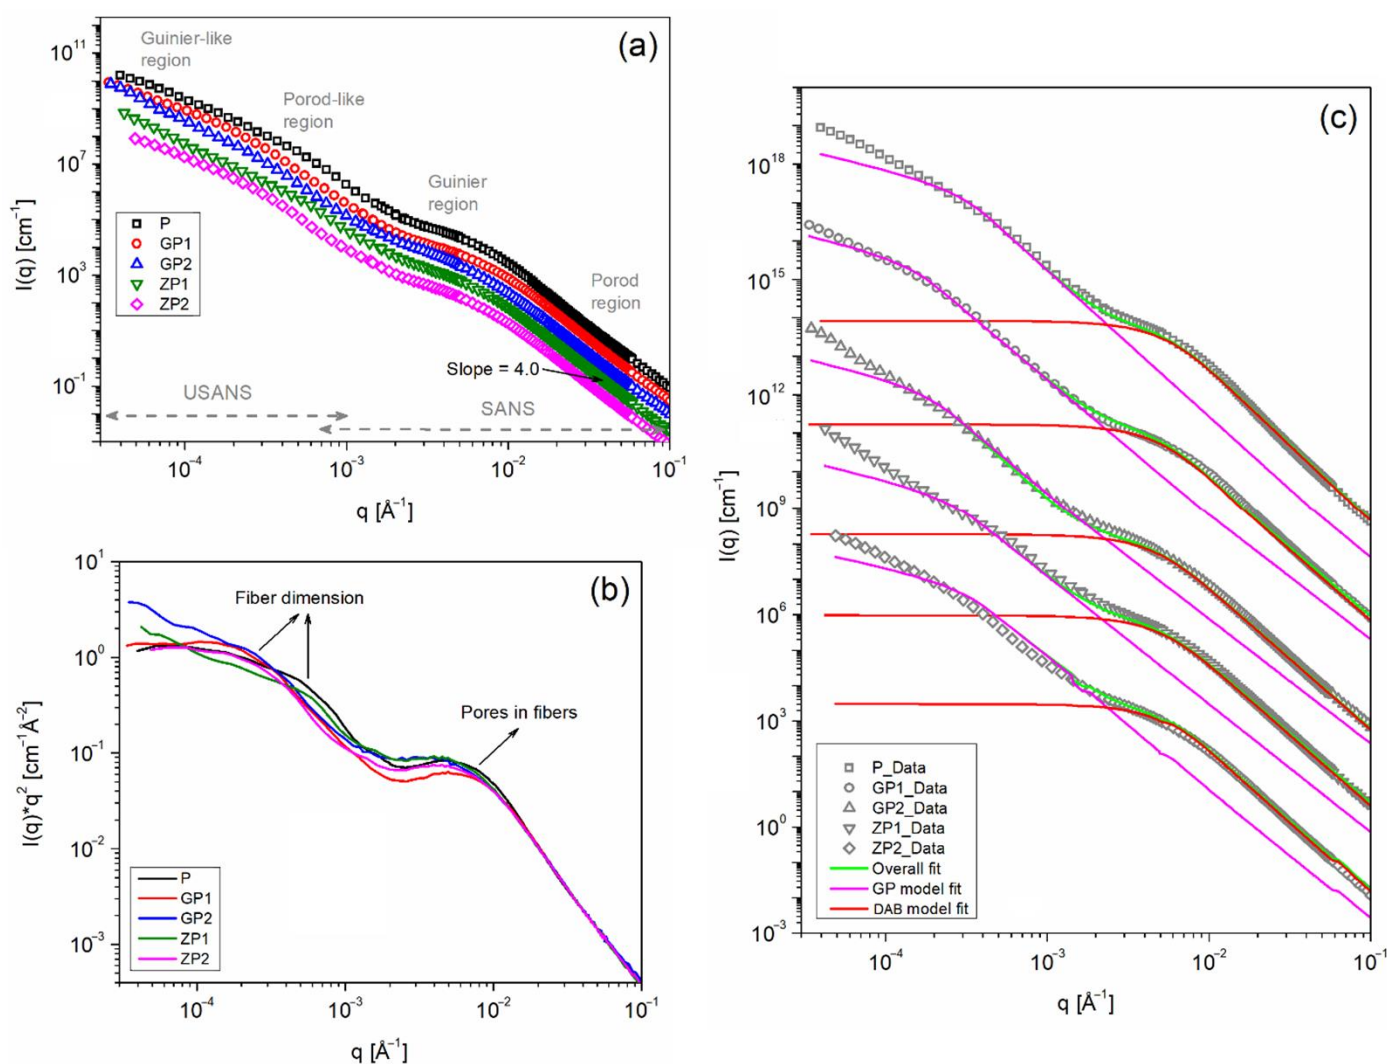 (a)
Guinier-like
region
Porod-like
region
Guinier
region
Porod
region
10¹¹
10⁷
10³
10⁻¹
I(q) [cm⁻¹]
P
GP1
GP2
ZP1
ZP2
Slope = 4.0
USANS
SANS
10⁻⁴
10⁻³
10⁻²
10⁻¹
q [Å⁻¹]
(b)
Fiber dimension
Pores in fibers
10¹
10⁰
10⁻¹
10⁻²
10⁻³
I(q)*q² [cm⁻¹Å⁻²]
P
GP1
GP2
ZP1
ZP2
10⁻⁴
10⁻³
10⁻²
10⁻¹
q [Å⁻¹]
(c)
10¹⁸
10¹⁵
10¹²
10⁹
10⁶
10³
10⁰
10⁻³
I(q) [cm⁻¹]
P_Data
GP1_Data
GP2_Data
ZP1_Data
ZP2_Data
Overall fit
GP model fit
DAB model fit
10⁻⁴
10⁻³
10⁻²
10⁻¹
q [Å⁻¹]